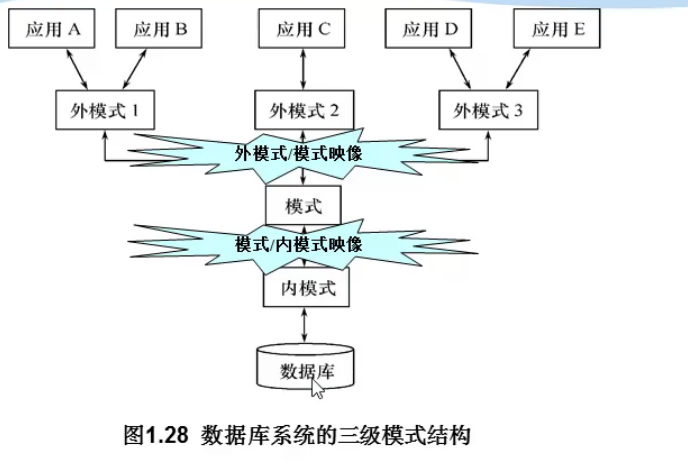 应用 A
应用 B
应用 C
应用 D
应用 E
外模式 1
外模式 2
外模式 3
外模式/模式映像
模式
模式/内模式映像
内模式
数据库
图1.28 数据库系统的三级模式结构